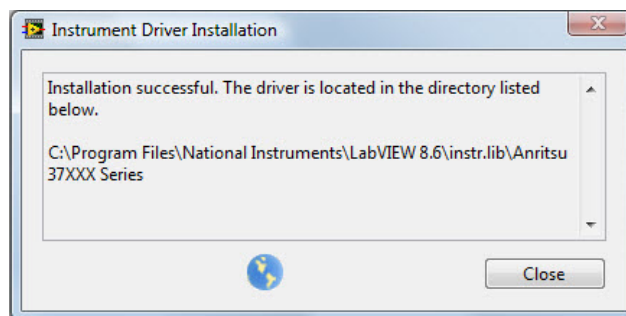 Instrument Driver Installation
Installation successful. The driver is located in the directory listed
below.
C:\Program Files\National Instruments\LabVIEW 8.6\instr.lib\Anritsu
37XXX Series
Close